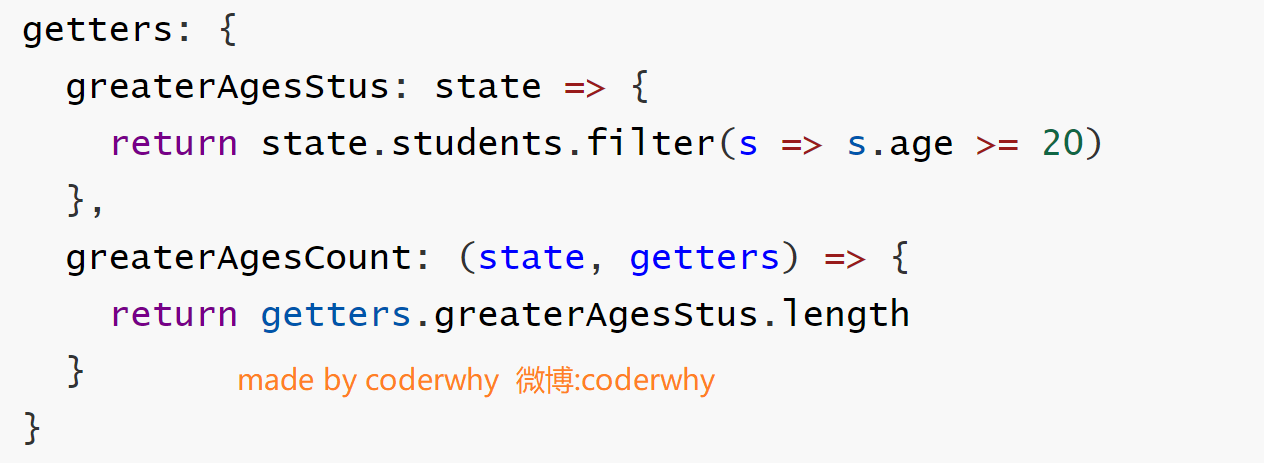 getters: {
  greaterAgesStus: state => {
    return state.students.filter(s => s.age >= 20)
  },
  greaterAgesCount: (state, getters) => {
    return getters.greaterAgesStus.length
  }
made by coderwhy 微博:coderwhy
}